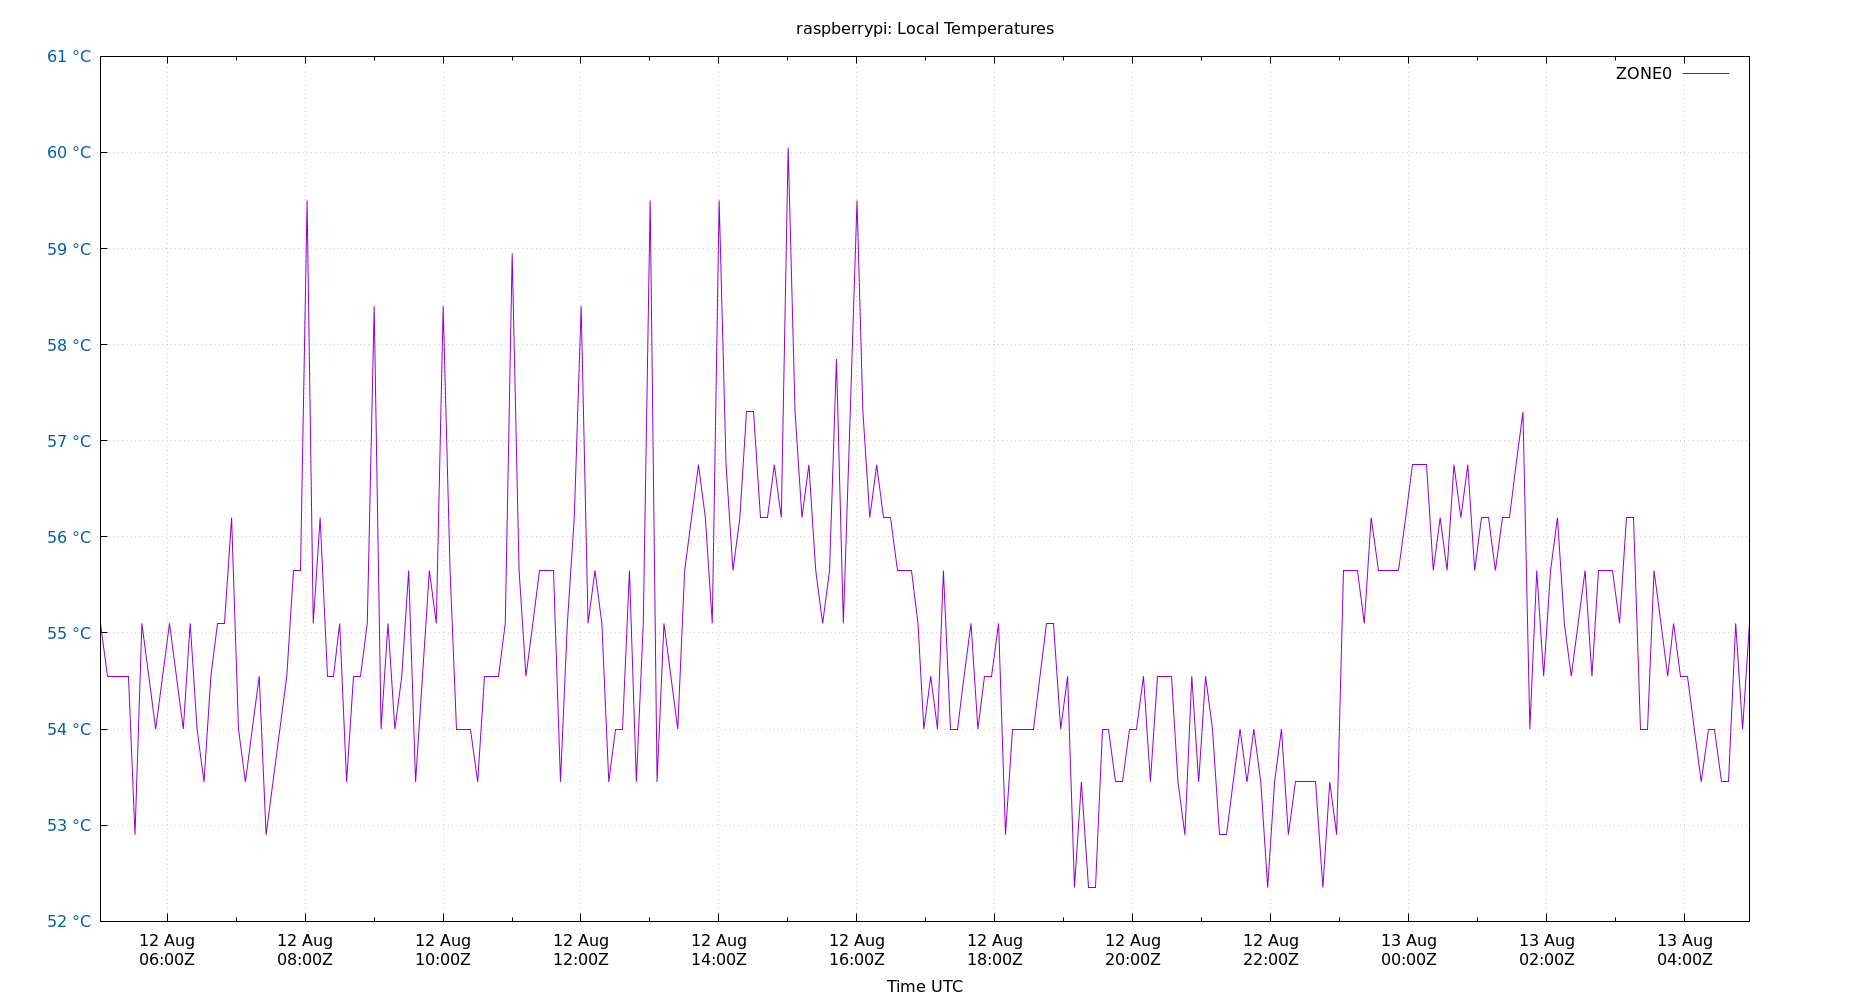 raspberrypi: Local Temperatures
61 °C
ZONE0
60 °C
59 °C
58 °C
57 °C
56 °C
55 °C
54 °C
53 °C
52 °C
12 Aug 12 Aug 12 Aug 12 Aug 12 Aug 12 Aug 12 Aug 12 Aug 12 Aug 13 Aug 13 Aug 13 Aug
06:00Z 08:00Z 10:00Z 12:00Z 14:00Z 16:00Z 18:00Z 20:00Z 22:00Z 00:00Z 02:00Z 04:00Z
Time UTC